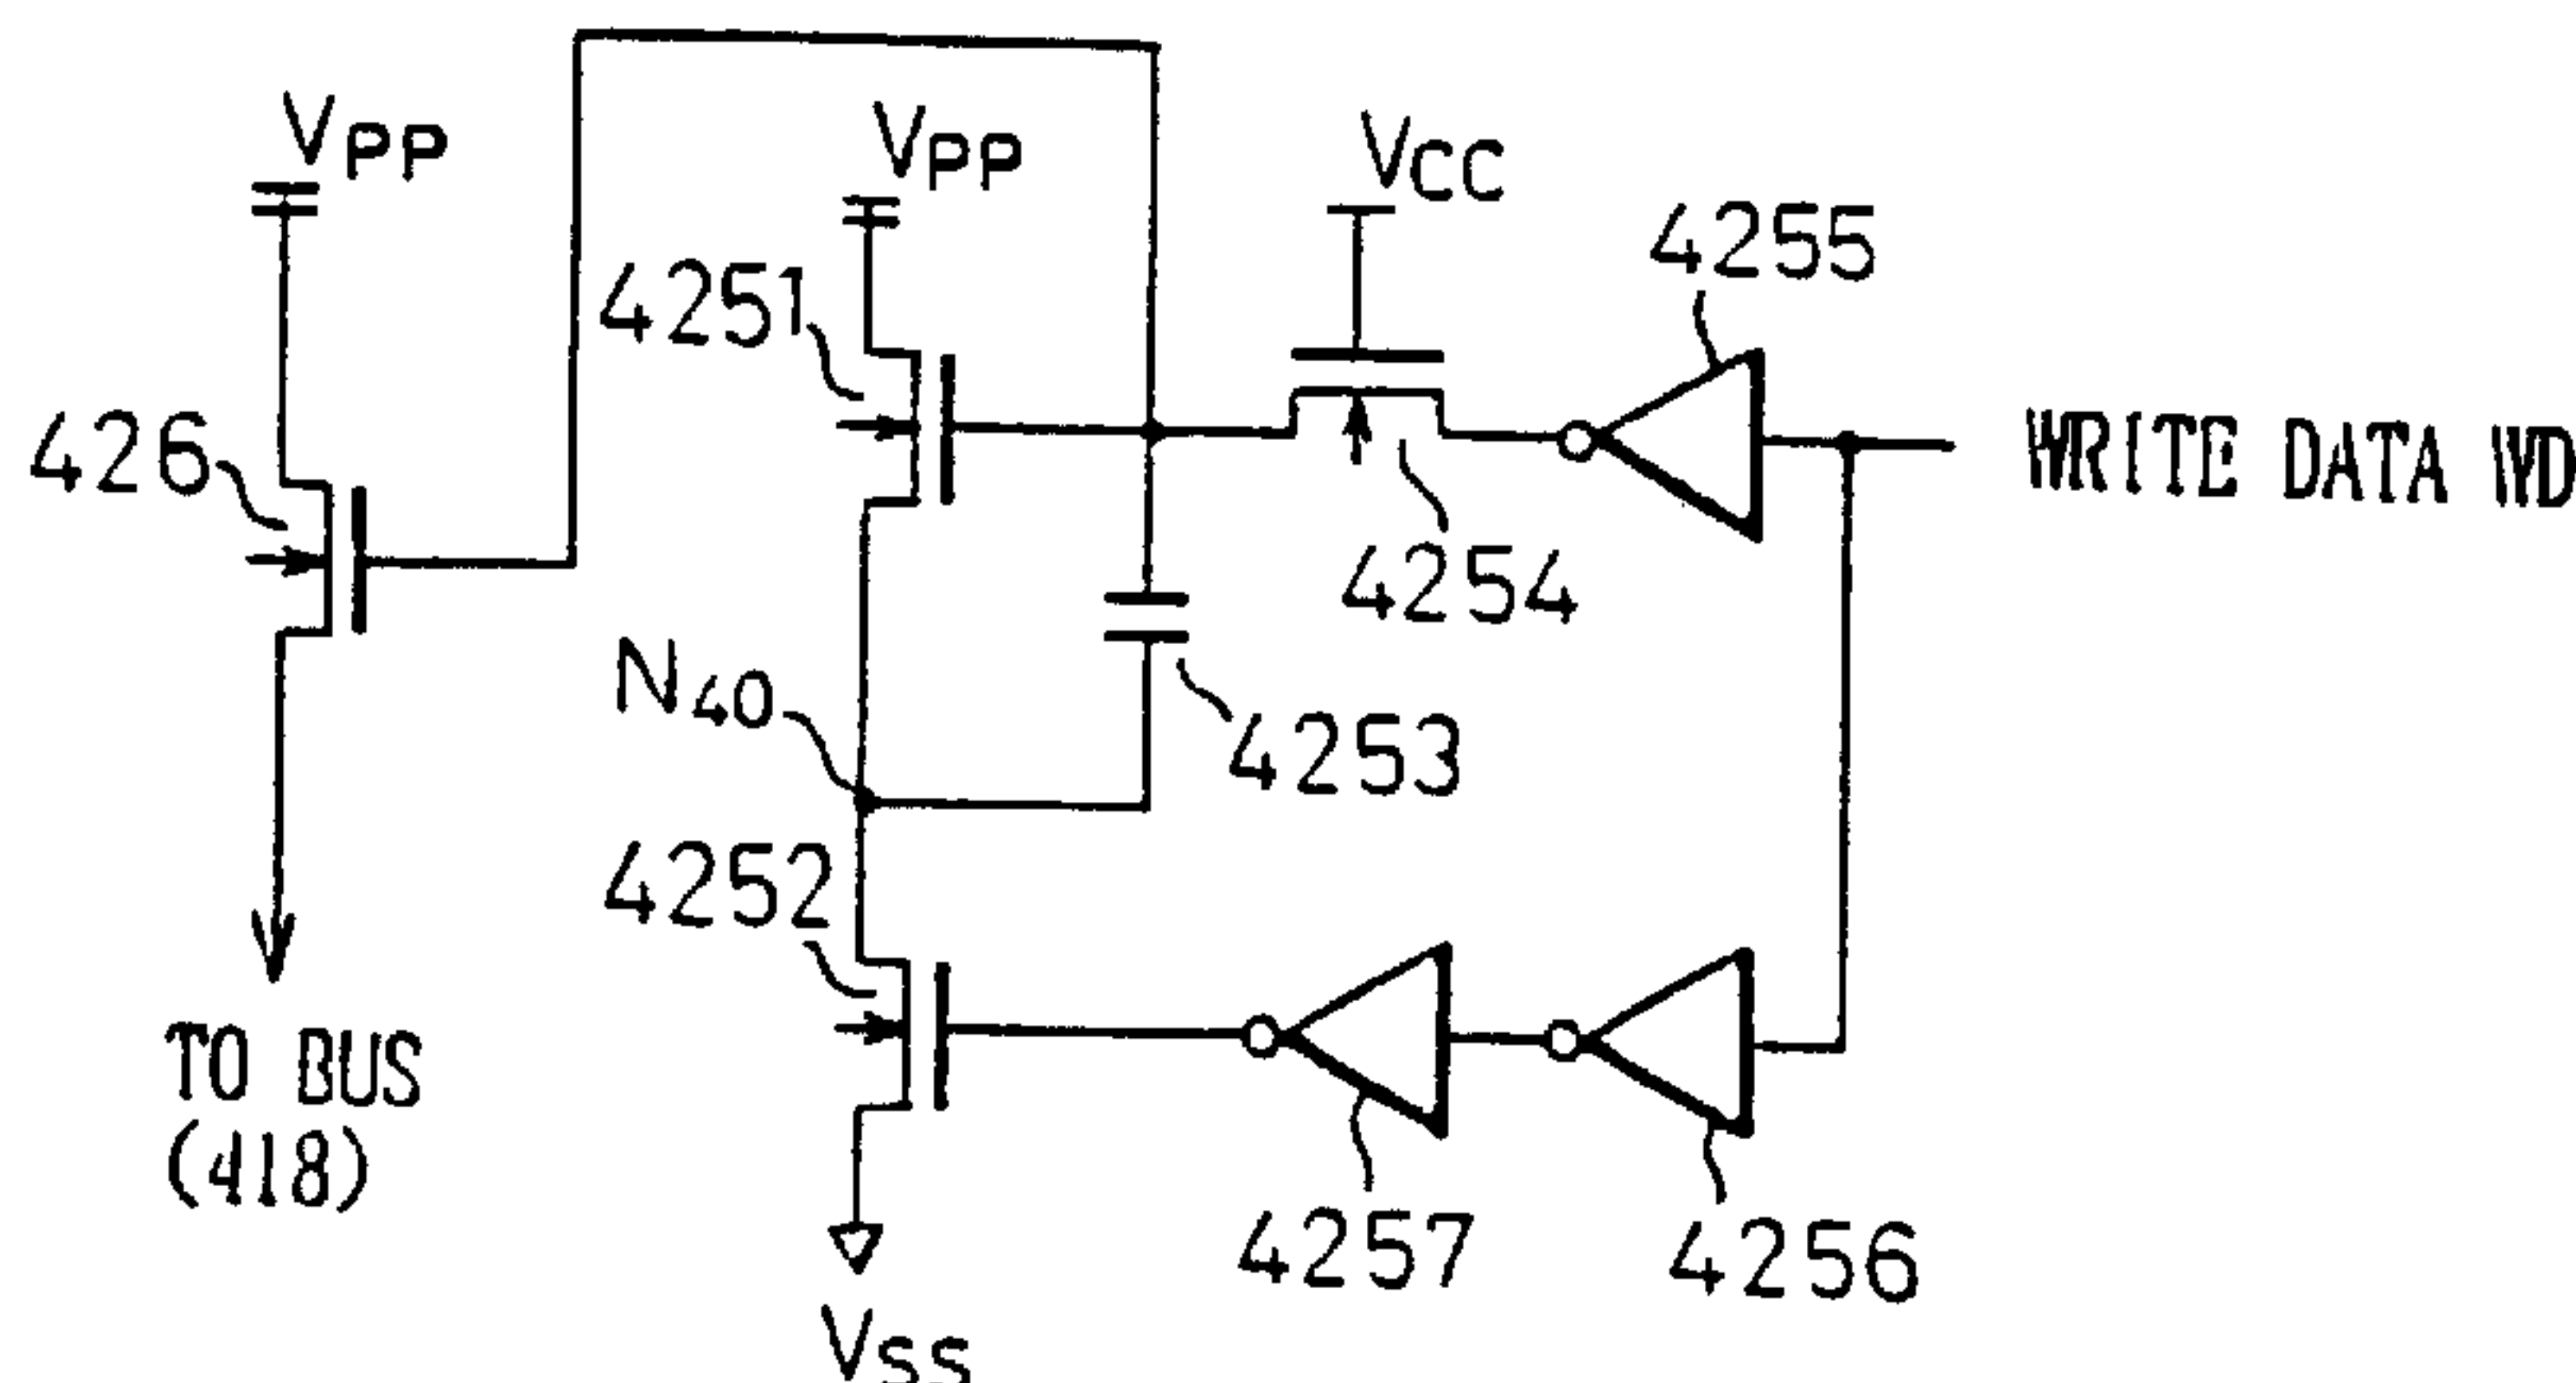 VPP
VPP
VCC
4255
4251
426
WRITE DATA WD
4254
N40
4253
4252
TO BUS
(418)
4257
4256
VSS